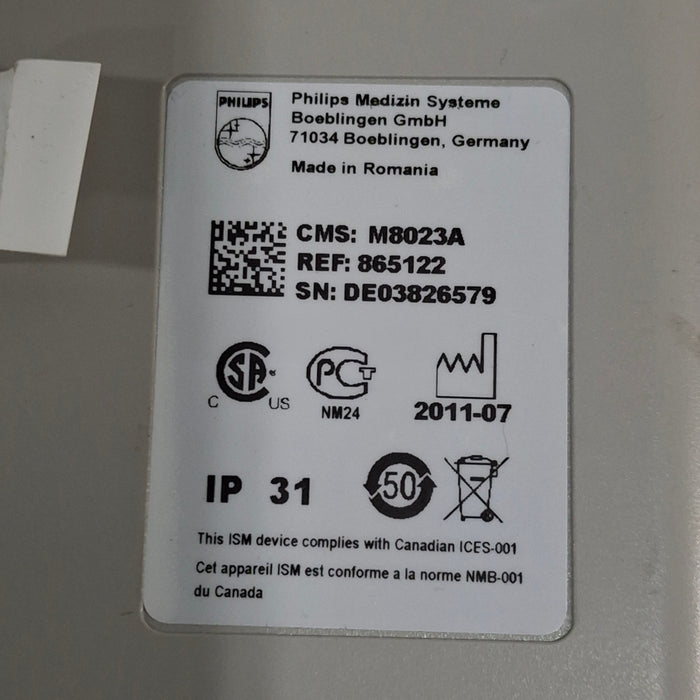 PHILIPS
Philips Medizin Systeme
Boeblingen GmbH
71034 Boeblingen, Germany
Made in Romania
CMS: M8023A
REF: 865122
SN: DE03826579
SA
C US
PCT
NM24
2011-07
IP 31
50
This ISM device complies with Canadian ICES-001
Cet appareil ISM est conforme a la norme NMB-001
du Canada